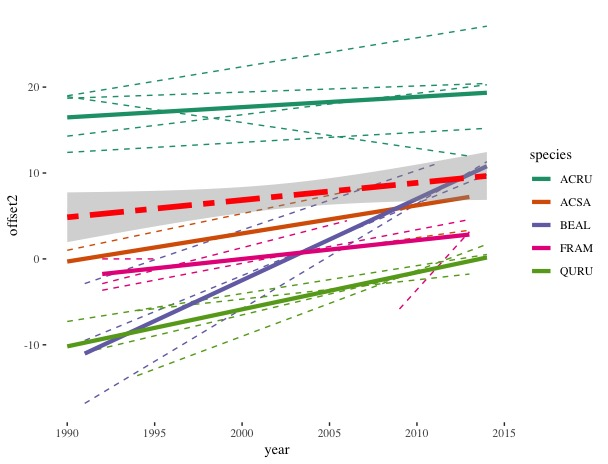 20
10
0
-10
offset2
1990
1995
2000
2005
2010
2015
year
species
ACRU
ACSA
BEAL
FRAM
QURU